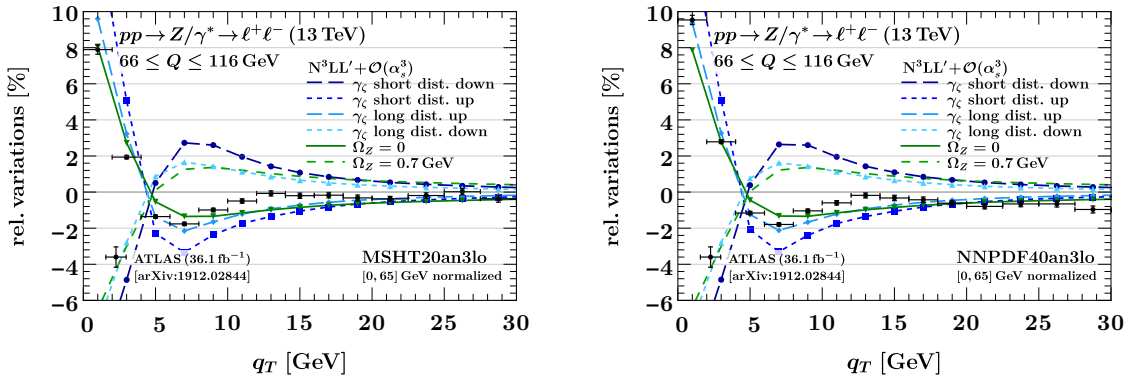 pp → Z/γ* → ℓ⁺ℓ⁻ (13 TeV)
66 ≤ Q ≤ 116 GeV
N³LL′ + O(αₛ³)
γ_ζ short dist. down
γ_ζ short dist. up
γ_ζ long dist. up
γ_ζ long dist. down
Ω_Z = 0
Ω_Z = 0.7 GeV
ATLAS (36.1 fb⁻¹)
[arXiv:1912.02844]
MSHT20an3lo
[0, 65] GeV normalized
rel. variations [%]
10
8
6
4
2
0
−2
−4
−6
0 5 10 15 20 25 30
q_T [GeV]
pp → Z/γ* → ℓ⁺ℓ⁻ (13 TeV)
66 ≤ Q ≤ 116 GeV
N³LL′ + O(αₛ³)
γ_ζ short dist. down
γ_ζ short dist. up
γ_ζ long dist. up
γ_ζ long dist. down
Ω_Z = 0
Ω_Z = 0.7 GeV
ATLAS (36.1 fb⁻¹)
[arXiv:1912.02844]
NNPDF40an3lo
[0, 65] GeV normalized
rel. variations [%]
10
8
6
4
2
0
−2
−4
−6
0 5 10 15 20 25 30
q_T [GeV]